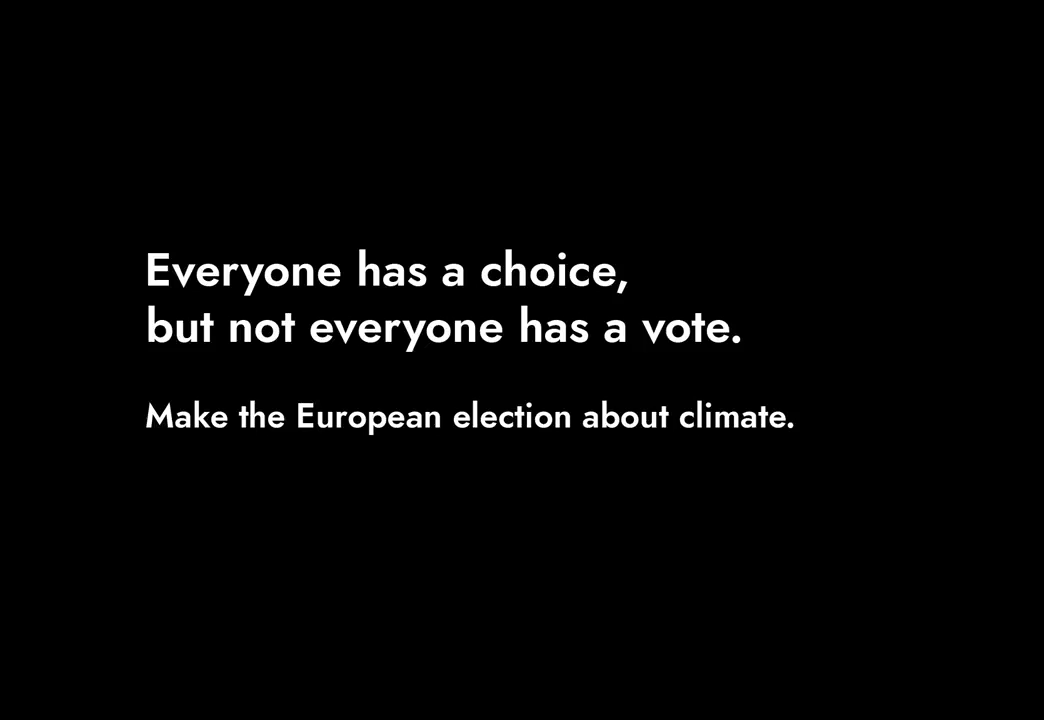 Everyone has a choice,
but not everyone has a vote.
Make the European election about climate.